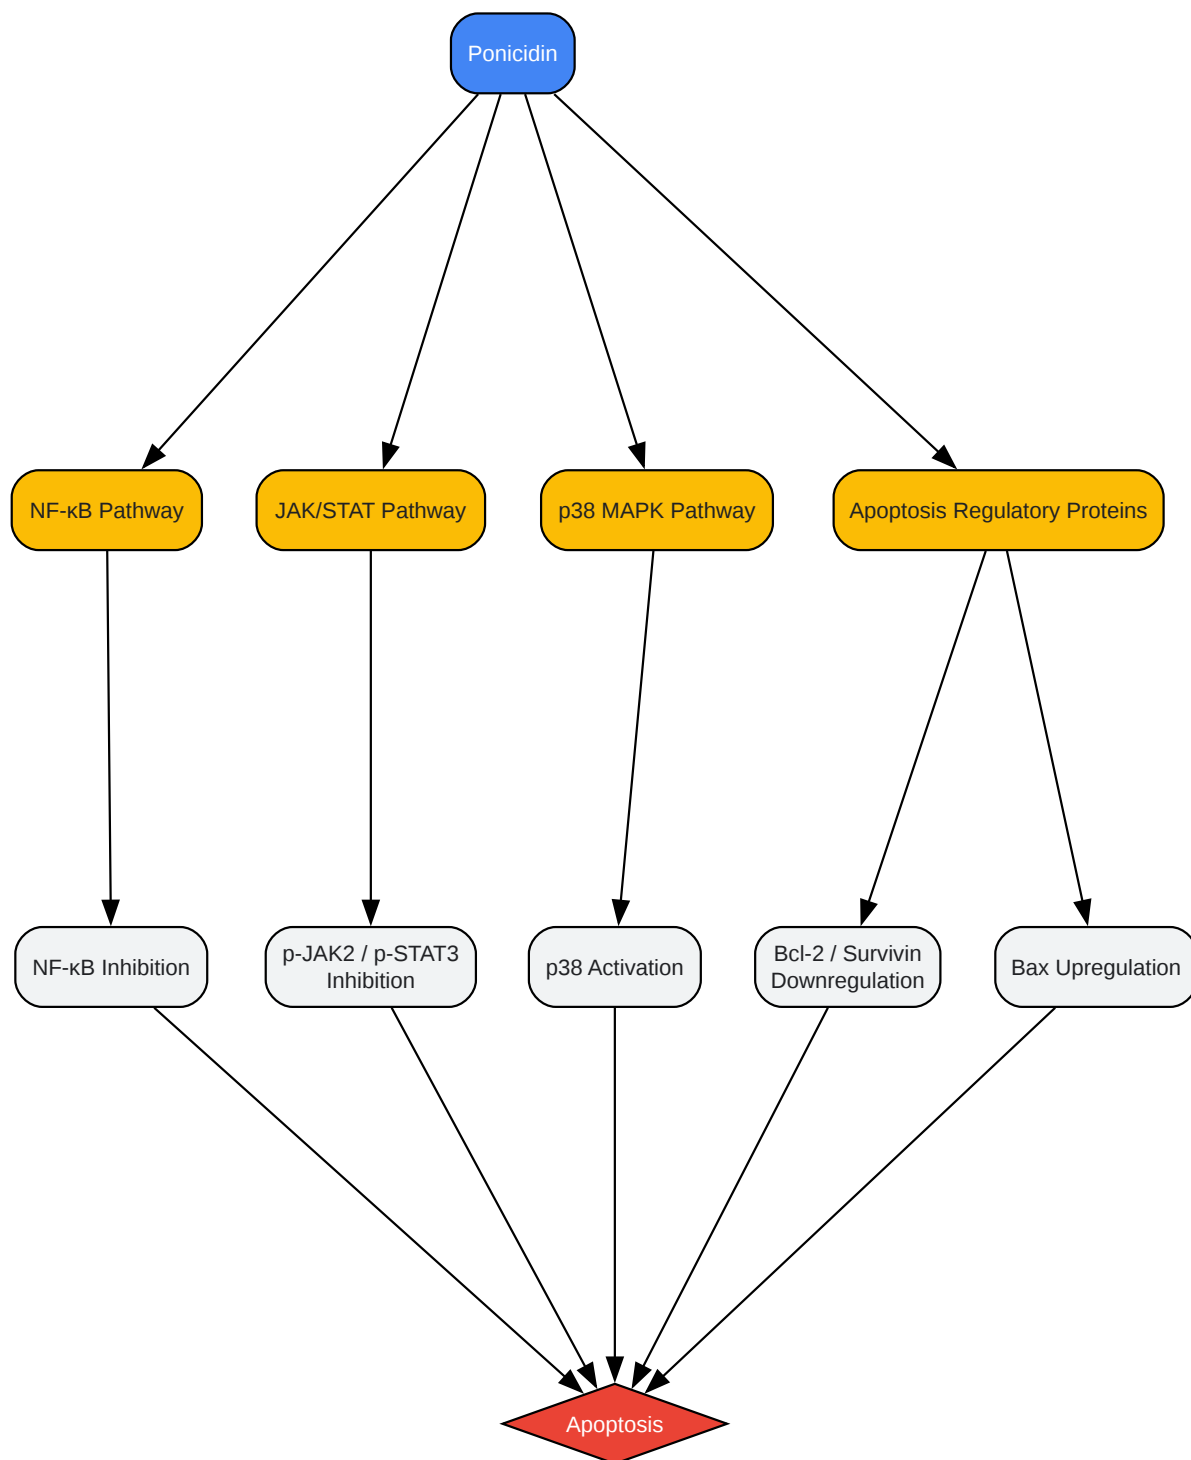 Ponicidin
NF-κB Pathway
JAK/STAT Pathway
p38 MAPK Pathway
Apoptosis Regulatory Proteins
NF-κB Inhibition
p-JAK2 / p-STAT3
Inhibition
p38 Activation
Bcl-2 / Survivin
Downregulation
Bax Upregulation
Apoptosis